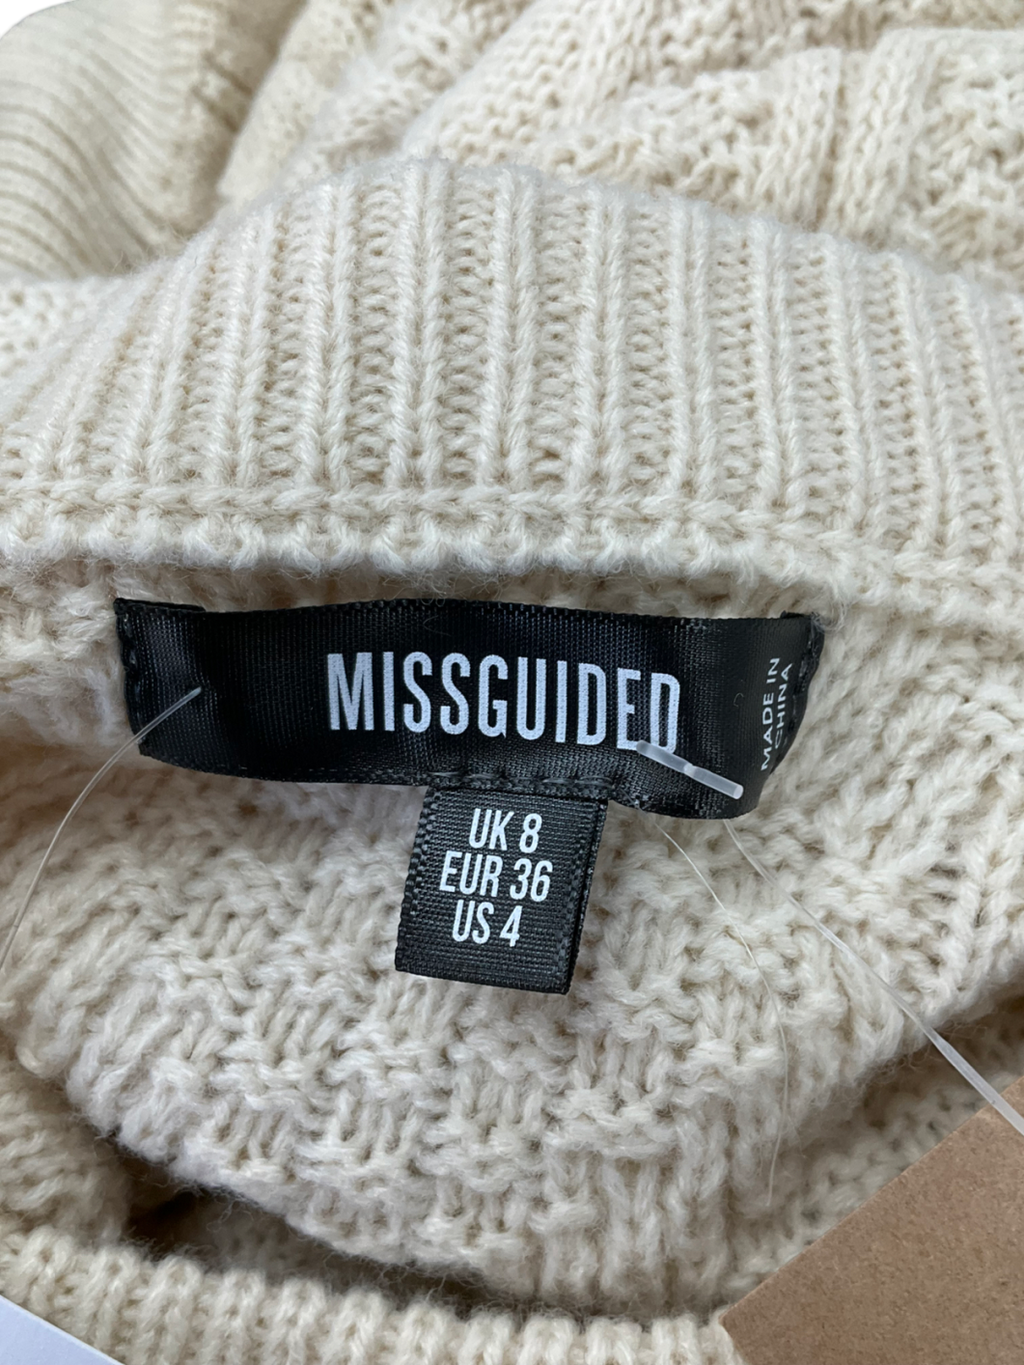 MISSGUIDED
MADE IN
CHINA
UK 8
EUR 36
US 4